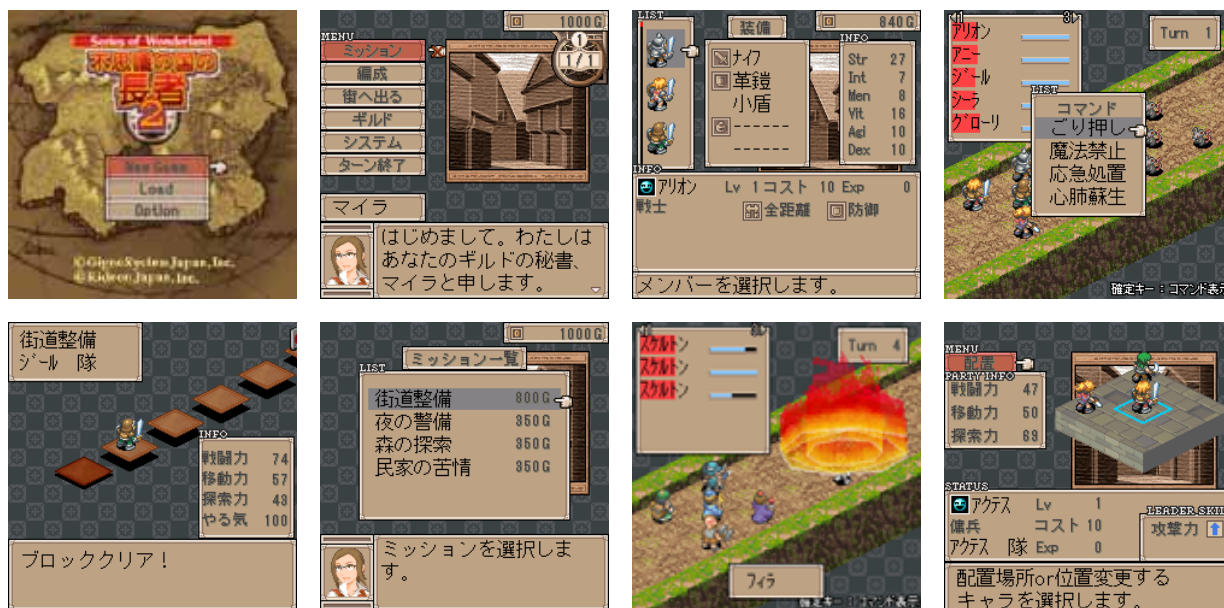 Series of Wonderland
不思議の国の
長者
2
New Game
Load
Option
©GlynnSystem Japan, Inc.
© Kideon Japan, Inc.
1000G
MENU
ミッション
編成
街へ出る
ギルド
システム
ターン終了
1
1/1
マイラ
はじめまして。わたしは
あなたのギルドの秘書、
マイラと申します。
LIST
装備
840G
ナイフ
革鎧
小盾
------
------
INFO
Str 27
Int 7
Men 8
Vit 16
Agi 10
Dex 10
INFO
アリオン Lv 1 コスト 10 Exp 0
戦士 全距離 防御
メンバーを選択します。
1 3
アリオン
アニー
ジール
シーラ
グローリ
Turn 1
LIST
コマンド
ごり押し
魔法禁止
応急処置
心肺蘇生
確定キー：コマンド表示
街道整備
ジール 隊
INFO
戦闘力 74
移動力 57
探索力 43
やる気 100
ブロッククリア！
1000G
ミッション一覧
LIST
街道整備 800G
夜の警備 350G
森の探索 350G
民家の苦情 350G
ミッションを選択しま
す。
スケルトン
スケルトン
スケルトン
Turn 4
フィラ
確定キー：コマンド表示
MENU
配置
PARTY INFO
戦闘力 47
移動力 50
探索力 69
STATUS
アクテス Lv 1
傭兵 コスト 10
アクテス 隊 Exp 0
LEADER SKILL
攻撃力
配置場所or位置変更する
キャラを選択します。